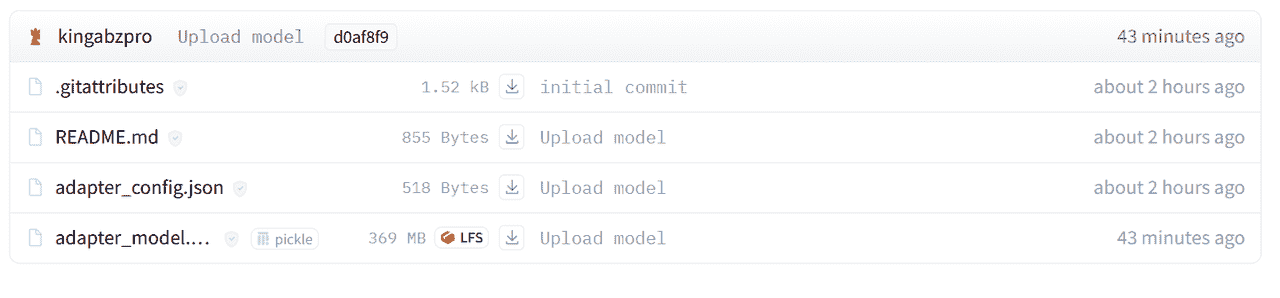 kingabzpro Upload model d0af8f9 43 minutes ago
.gitattributes 1.52 kB initial commit about 2 hours ago
README.md 855 Bytes Upload model about 2 hours ago
adapter_config.json 518 Bytes Upload model about 2 hours ago
adapter_model.... pickle 369 MB LFS Upload model 43 minutes ago